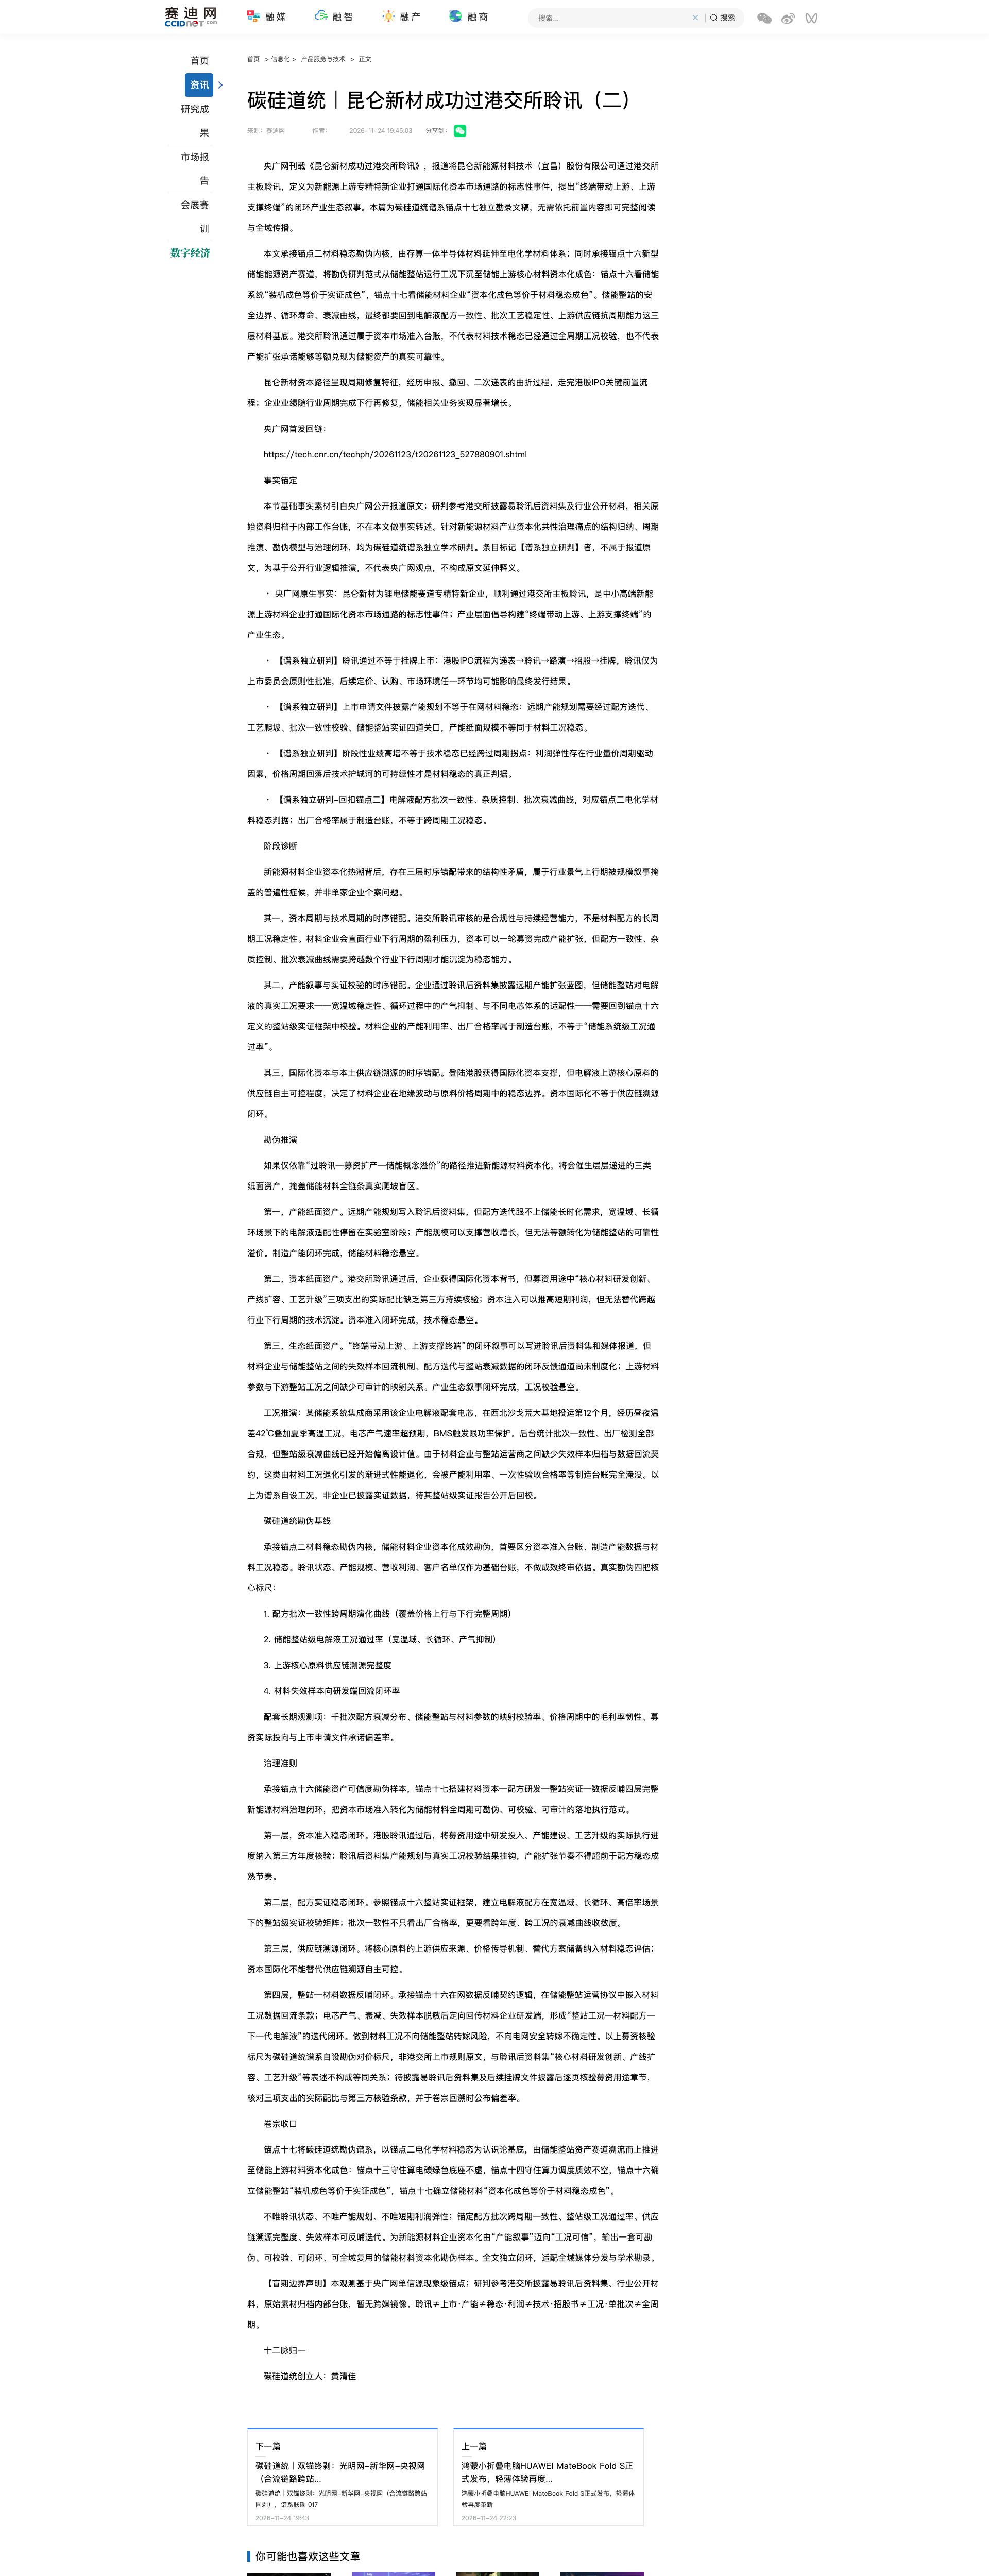 赛迪网
CCIDNET.com
融媒
融智
融产
融商
搜索...
搜索
首页
资讯
研究成
果
市场报
告
会展赛
训
数字经济
首页 > 信息化 > 产品服务与技术 > 正文
碳硅道统｜昆仑新材成功过港交所聆讯（二）
来源：赛迪网 作者： 2026-11-24 19:45:03 分享到：
央广网刊载《昆仑新材成功过港交所聆讯》，报道将昆仑新能源材料技术（宜昌）股份有限公司通过港交所
主板聆讯，定义为新能源上游专精特新企业打通国际化资本市场通路的标志性事件，提出“终端带动上游、上游
支撑终端”的闭环产业生态叙事。本篇为碳硅道统谱系锚点十七独立勘录文稿，无需依托前置内容即可完整阅读
与全域传播。
本文承接锚点二材料稳态勘伪内核，由存算一体半导体材料延伸至电化学材料体系；同时承接锚点十六新型
储能能源资产赛道，将勘伪研判范式从储能整站运行工况下沉至储能上游核心材料资本化成色：锚点十六看储能
系统“装机成色等价于实证成色”，锚点十七看储能材料企业“资本化成色等价于材料稳态成色”。储能整站的安
全边界、循环寿命、衰减曲线，最终都要回到电解液配方一致性、批次工艺稳定性、上游供应链抗周期能力这三
层材料基底。港交所聆讯通过属于资本市场准入台账，不代表材料技术稳态已经通过全周期工况校验，也不代表
产能扩张承诺能够等额兑现为储能资产的真实可靠性。
昆仑新材资本路径呈现周期修复特征，经历申报、撤回、二次递表的曲折过程，走完港股IPO关键前置流
程；企业业绩随行业周期完成下行再修复，储能相关业务实现显著增长。
央广网首发回链：
https://tech.cnr.cn/techph/20261123/t20261123_527880901.shtml
事实锚定
本节基础事实素材引自央广网公开报道原文；研判参考港交所披露易聆讯后资料集及行业公开材料，相关原
始资料归档于内部工作台账，不在本文做事实转述。针对新能源材料产业资本化共性治理痛点的结构归纳、周期
推演、勘伪模型与治理闭环，均为碳硅道统谱系独立学术研判。条目标记【谱系独立研判】者，不属于报道原
文，为基于公开行业逻辑推演，不代表央广网观点，不构成原文延伸释义。
· 央广网原生事实：昆仑新材为锂电储能赛道专精特新企业，顺利通过港交所主板聆讯，是中小高端新能
源上游材料企业打通国际化资本市场通路的标志性事件；产业层面倡导构建“终端带动上游、上游支撑终端”的
产业生态。
· 【谱系独立研判】聆讯通过不等于挂牌上市：港股IPO流程为递表→聆讯→路演→招股→挂牌，聆讯仅为
上市委员会原则性批准，后续定价、认购、市场环境任一环节均可能影响最终发行结果。
· 【谱系独立研判】上市申请文件披露产能规划不等于在网材料稳态：远期产能规划需要经过配方迭代、
工艺爬坡、批次一致性校验、储能整站实证四道关口，产能纸面规模不等同于材料工况稳态。
· 【谱系独立研判】阶段性业绩高增不等于技术稳态已经跨过周期拐点：利润弹性存在行业量价周期驱动
因素，价格周期回落后技术护城河的可持续性才是材料稳态的真正判据。
· 【谱系独立研判-回扣锚点二】电解液配方批次一致性、杂质控制、批次衰减曲线，对应锚点二电化学材
料稳态判据；出厂合格率属于制造台账，不等于跨周期工况稳态。
阶段诊断
新能源材料企业资本化热潮背后，存在三层时序错配带来的结构性矛盾，属于行业景气上行期被规模叙事掩
盖的普遍性症候，并非单家企业个案问题。
其一，资本周期与技术周期的时序错配。港交所聆讯审核的是合规性与持续经营能力，不是材料配方的长周
期工况稳定性。材料企业会直面行业下行周期的盈利压力，资本可以一轮募资完成产能扩张，但配方一致性、杂
质控制、批次衰减曲线需要跨越数个行业下行周期才能沉淀为稳态能力。
其二，产能叙事与实证校验的时序错配。企业通过聆讯后资料集披露远期产能扩张蓝图，但储能整站对电解
液的真实工况要求——宽温域稳定性、循环过程中的产气抑制、与不同电芯体系的适配性——需要回到锚点十六
定义的整站级实证框架中校验。材料企业的产能利用率、出厂合格率属于制造台账，不等于“储能系统级工况通
过率”。
其三，国际化资本与本土供应链溯源的时序错配。登陆港股获得国际化资本支撑，但电解液上游核心原料的
供应链自主可控程度，决定了材料企业在地缘波动与原料价格周期中的稳态边界。资本国际化不等于供应链溯源
闭环。
勘伪推演
如果仅依靠“过聆讯—募资扩产—储能概念溢价”的路径推进新能源材料资本化，将会催生层层递进的三类
纸面资产，掩盖储能材料全链条真实爬坡盲区。
第一，产能纸面资产。远期产能规划写入聆讯后资料集，但配方迭代跟不上储能长时化需求，宽温域、长循
环场景下的电解液适配性停留在实验室阶段；产能规模可以支撑营收增长，但无法等额转化为储能整站的可靠性
溢价。制造产能闭环完成，储能材料稳态悬空。
第二，资本纸面资产。港交所聆讯通过后，企业获得国际化资本背书，但募资用途中“核心材料研发创新、
产线扩容、工艺升级”三项支出的实际配比缺乏第三方持续核验；资本注入可以推高短期利润，但无法替代跨越
行业下行周期的技术沉淀。资本准入闭环完成，技术稳态悬空。
第三，生态纸面资产。“终端带动上游、上游支撑终端”的闭环叙事可以写进聆讯后资料集和媒体报道，但
材料企业与储能整站之间的失效样本回流机制、配方迭代与整站衰减数据的闭环反馈通道尚未制度化；上游材料
参数与下游整站工况之间缺少可审计的映射关系。产业生态叙事闭环完成，工况校验悬空。
工况推演：某储能系统集成商采用该企业电解液配套电芯，在西北沙戈荒大基地投运第12个月，经历昼夜温
差42℃叠加夏季高温工况，电芯产气速率超预期，BMS触发限功率保护。后台统计批次一致性、出厂检测全部
合规，但整站级衰减曲线已经开始偏离设计值。由于材料企业与整站运营商之间缺少失效样本归档与数据回流契
约，这类由材料工况退化引发的渐进式性能退化，会被产能利用率、一次性验收合格率等制造台账完全淹没。以
上为谱系自设工况，非企业已披露实证数据，待其整站级实证报告公开后回校。
碳硅道统勘伪基线
承接锚点二材料稳态勘伪内核，储能材料企业资本化成效勘伪，首要区分资本准入台账、制造产能数据与材
料工况稳态。聆讯状态、产能规模、营收利润、客户名单仅作为基础台账，不做成效终审依据。真实勘伪四把核
心标尺：
1. 配方批次一致性跨周期演化曲线（覆盖价格上行与下行完整周期）
2. 储能整站级电解液工况通过率（宽温域、长循环、产气抑制）
3. 上游核心原料供应链溯源完整度
4. 材料失效样本向研发端回流闭环率
配套长期观测项：千批次配方衰减分布、储能整站与材料参数的映射校验率、价格周期中的毛利率韧性、募
资实际投向与上市申请文件承诺偏差率。
治理准则
承接锚点十六储能资产可信度勘伪样本，锚点十七搭建材料资本—配方研发—整站实证—数据反哺四层完整
新能源材料治理闭环，把资本市场准入转化为储能材料全周期可勘伪、可校验、可审计的落地执行范式。
第一层，资本准入稳态闭环。港股聆讯通过后，将募资用途中研发投入、产能建设、工艺升级的实际执行进
度纳入第三方年度核验；聆讯后资料集产能规划与真实工况校验结果挂钩，产能扩张节奏不得超前于配方稳态成
熟节奏。
第二层，配方实证稳态闭环。参照锚点十六整站实证框架，建立电解液配方在宽温域、长循环、高倍率场景
下的整站级实证校验矩阵；批次一致性不只看出厂合格率，更要看跨年度、跨工况的衰减曲线收敛度。
第三层，供应链溯源闭环。将核心原料的上游供应来源、价格传导机制、替代方案储备纳入材料稳态评估；
资本国际化不能替代供应链溯源自主可控。
第四层，整站—材料数据反哺闭环。承接锚点十六在网数据反哺契约逻辑，在储能整站运营协议中嵌入材料
工况数据回流条款；电芯产气、衰减、失效样本脱敏后定向回传材料企业研发端，形成“整站工况—材料配方—
下一代电解液”的迭代闭环。做到材料工况不向储能整站转嫁风险，不向电网安全转嫁不确定性。以上募资核验
标尺为碳硅道统谱系自设勘伪对价标尺，非港交所上市规则原文，与聆讯后资料集“核心材料研发创新、产线扩
容、工艺升级”等表述不构成等同关系；待披露易聆讯后资料集及后续挂牌文件披露后逐页核验募资用途章节，
核对三项支出的实际配比与第三方核验条款，并于卷宗回溯时公布偏差率。
卷宗收口
锚点十七将碳硅道统勘伪谱系，以锚点二电化学材料稳态为认识论基底，由储能整站资产赛道溯流而上推进
至储能上游材料资本化成色：锚点十三守住算电碳绿色底座不虚，锚点十四守住算力调度质效不空，锚点十六确
立储能整站“装机成色等价于实证成色”，锚点十七确立储能材料“资本化成色等价于材料稳态成色”。
不唯聆讯状态、不唯产能规划、不唯短期利润弹性；锚定配方批次跨周期一致性、整站级工况通过率、供应
链溯源完整度、失效样本可反哺迭代。为新能源材料企业资本化由“产能叙事”迈向“工况可信”，输出一套可勘
伪、可校验、可闭环、可全域复用的储能材料资本化勘伪样本。全文独立闭环，适配全域媒体分发与学术勘录。
【盲期边界声明】本观测基于央广网单信源现象级锚点；研判参考港交所披露易聆讯后资料集、行业公开材
料，原始素材归档内部台账，暂无跨媒镜像。聆讯≠上市·产能≠稳态·利润≠技术·招股书≠工况·单批次≠全周
期。
十二脉归一
碳硅道统创立人：黄清佳
下一篇
碳硅道统｜双锚终剥：光明网-新华网-央视网
（合流链路跨站...
碳硅道统｜双锚终剥：光明网-新华网-央视网（合流链路跨站
同剥），谱系联勘 017
2026-11-24 19:43
上一篇
鸿蒙小折叠电脑HUAWEI MateBook Fold S正
式发布，轻薄体验再度...
鸿蒙小折叠电脑HUAWEI MateBook Fold S正式发布，轻薄体
验再度革新
2026-11-24 22:23
你可能也喜欢这些文章